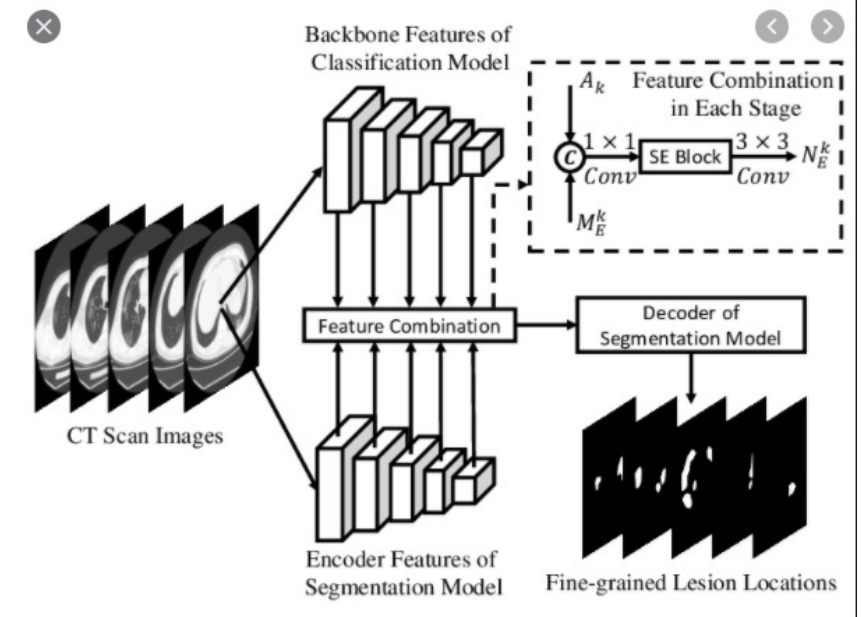 Backbone Features of
Classification Model
A_k
Feature Combination
in Each Stage
C
1 × 1
Conv
SE Block
3 × 3
Conv
N_E^k
M_E^k
Feature Combination
Decoder of
Segmentation Model
CT Scan Images
Encoder Features of
Segmentation Model
Fine-grained Lesion Locations